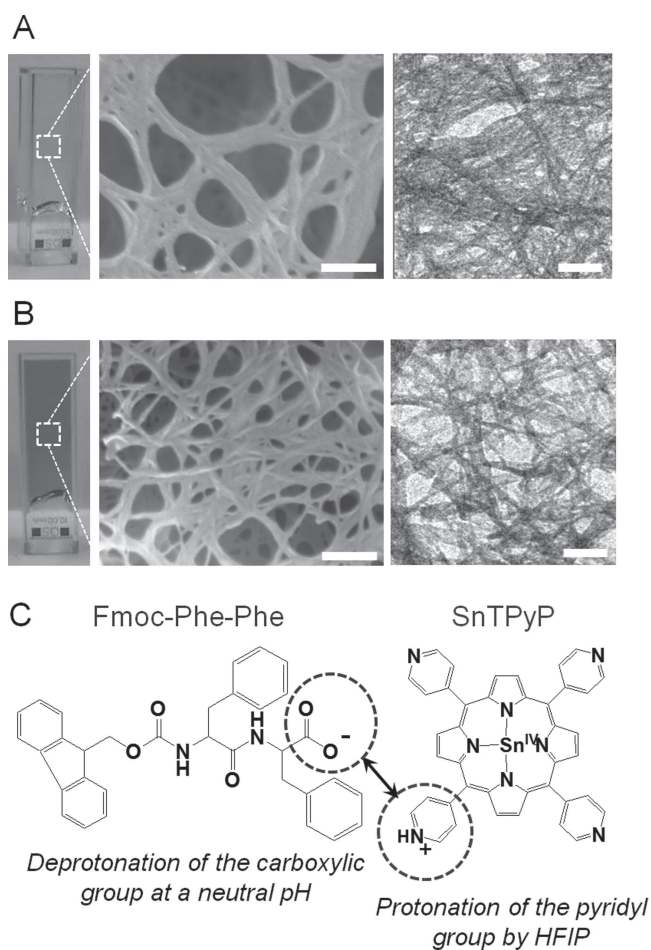 A
B
C
Fmoc-Phe-Phe
SnTPyP
N
N
O
O
H
N
O
–
N
N
Sn
IV
N
O
N
H
O
N
HN
+
N
Deprotonation of the carboxylic
group at a neutral pH
Protonation of the pyridyl
group by HFIP